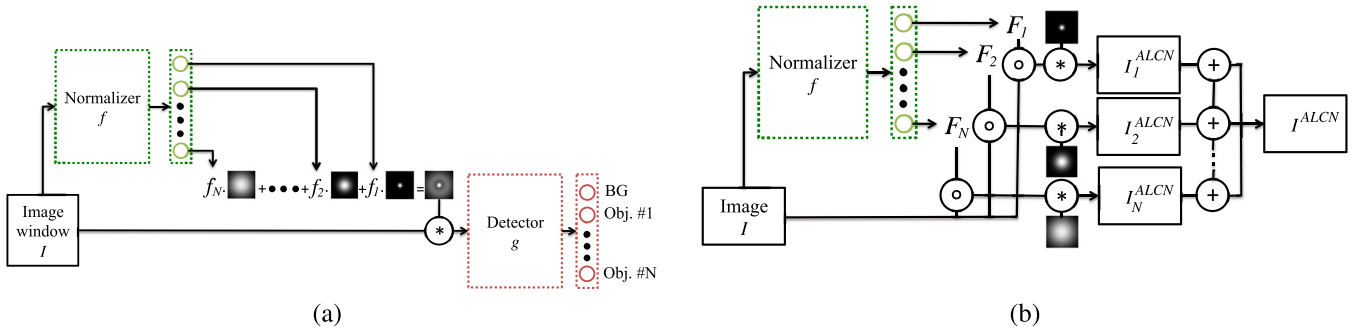 Normalizer
f
f_N · + ••• + f_2 · + f_1 · =
Image
window
I
*
Detector
g
BG
Obj. #1
Obj. #N
(a)
Normalizer
f
F_1
F_2
F_N
Image
I
*
*
*
I_1^{ALCN}
I_2^{ALCN}
I_N^{ALCN}
+
+
+
I^{ALCN}
(b)